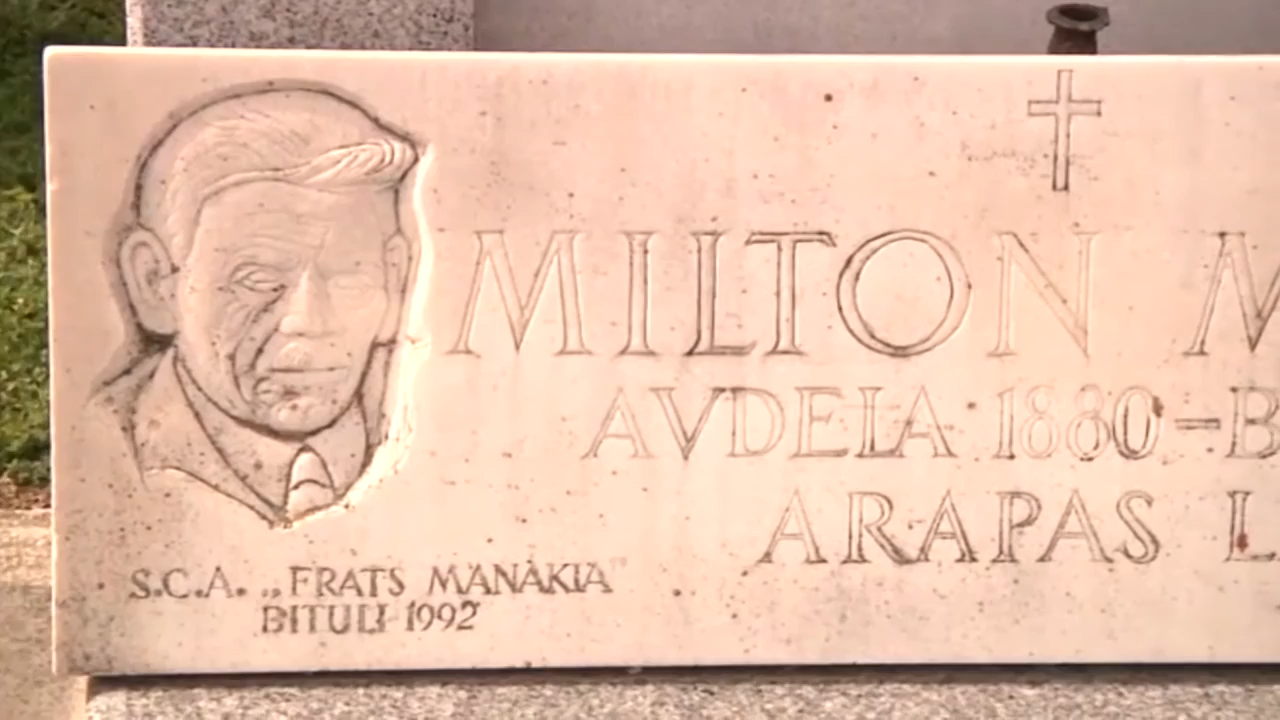 MILTON M
AVDELA 1880 - B
ARAPAS L
S.C.A. „FRATS MANAKIA"
BITULI 1992